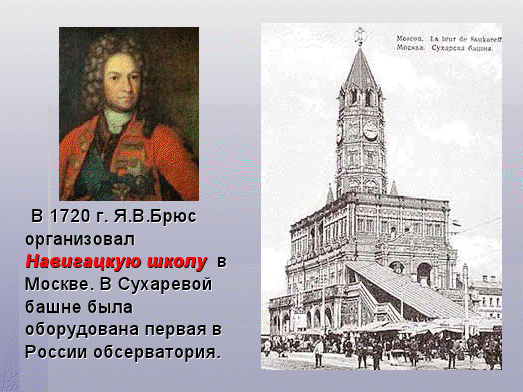 Moscou. La tour de Soukareff
Москва. Сухарева башня.
В 1720 г. Я.В.Брюс
организовал
Навигацкую школу в
Москве. В Сухаревой
башне была
оборудована первая в
России обсерватория.